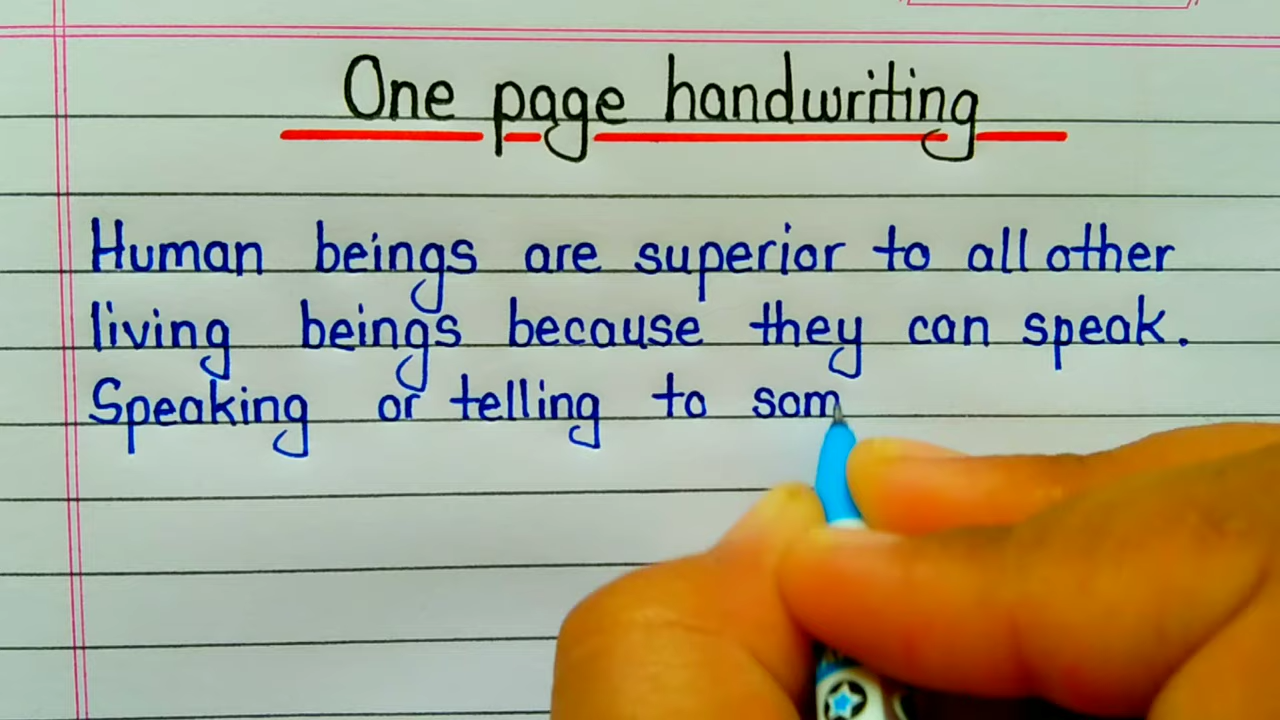 One page handwriting
Human beings are superior to all other
living beings because they can speak.
Speaking or telling to som